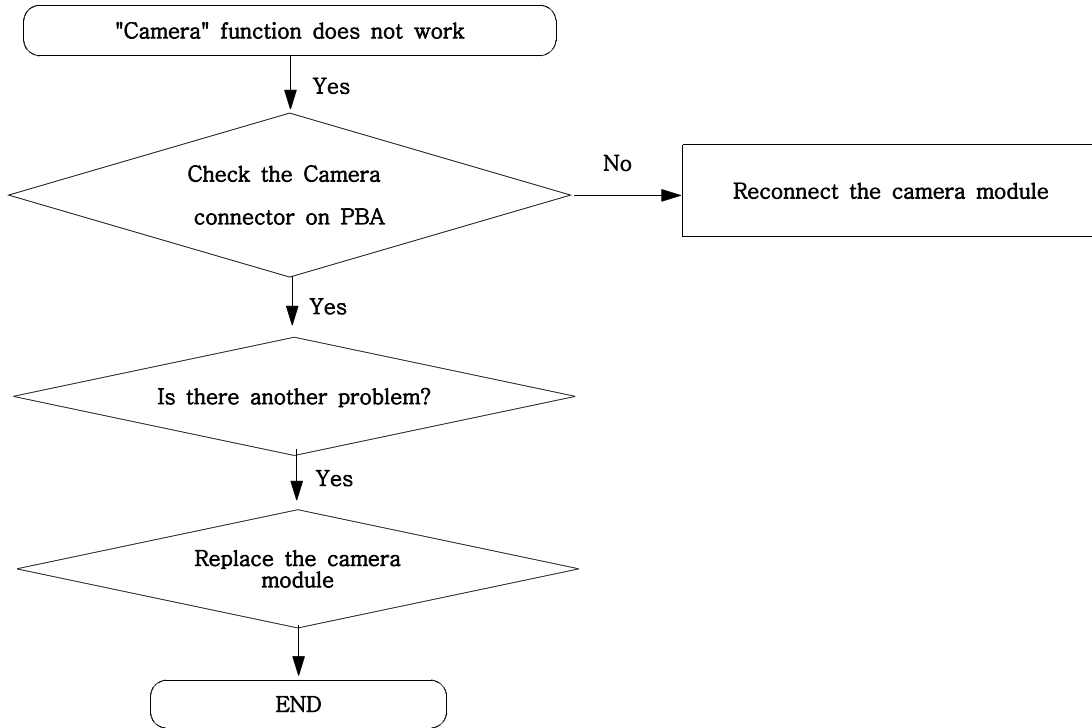 "Camera" function does not work
Yes
Check the Camera
connector on PBA
No
Reconnect the camera module
Yes
Is there another problem?
Yes
Replace the camera
module
END